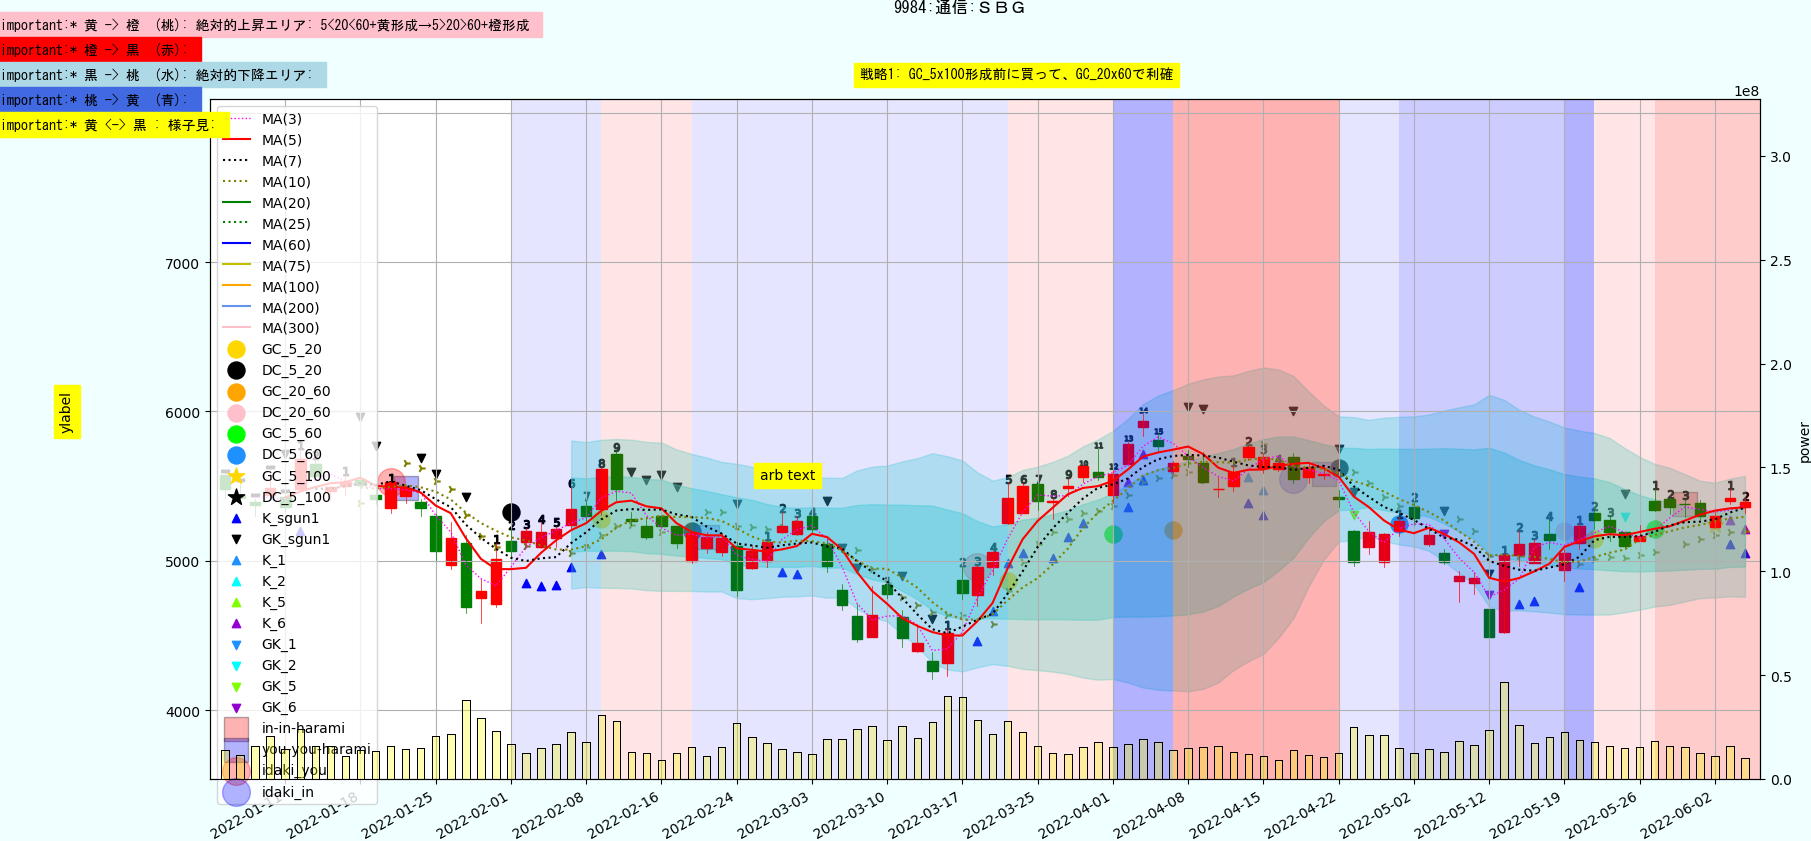 9984:通信:ＳＢＧ
important:* 黄 -> 橙 （桃）: 絶対的上昇エリア: 5<20<60+黄形成→5>20>60+橙形成
important:* 橙 -> 黒 （赤）:
important:* 黒 -> 桃 （水）: 絶対的下降エリア:
戦略1: GC_5x100形成前に買って、GC_20x60で利確
important:* 桃 -> 黄 （青）:
important:* 黄 <-> 黒 : 様子見:
1e8
MA(3)
MA(5)
MA(7)
MA(10)
MA(20)
MA(25)
MA(60)
MA(75)
MA(100)
MA(200)
MA(300)
GC_5_20
DC_5_20
GC_20_60
DC_20_60
GC_5_60
DC_5_60
GC_5_100
DC_5_100
K_sgun1
GK_sgun1
K_1
K_2
K_5
K_6
GK_1
GK_2
GK_5
GK_6
in-in-harami
you-you-harami
idaki_you
idaki_in
ylabel
7000
6000
5000
4000
arb text
3.0
2.5
2.0
1.5
1.0
0.5
0.0
power
2022-01-11
2022-01-18
2022-01-25
2022-02-01
2022-02-08
2022-02-16
2022-02-24
2022-03-03
2022-03-10
2022-03-17
2022-03-25
2022-04-01
2022-04-08
2022-04-15
2022-04-22
2022-05-02
2022-05-12
2022-05-19
2022-05-26
2022-06-02